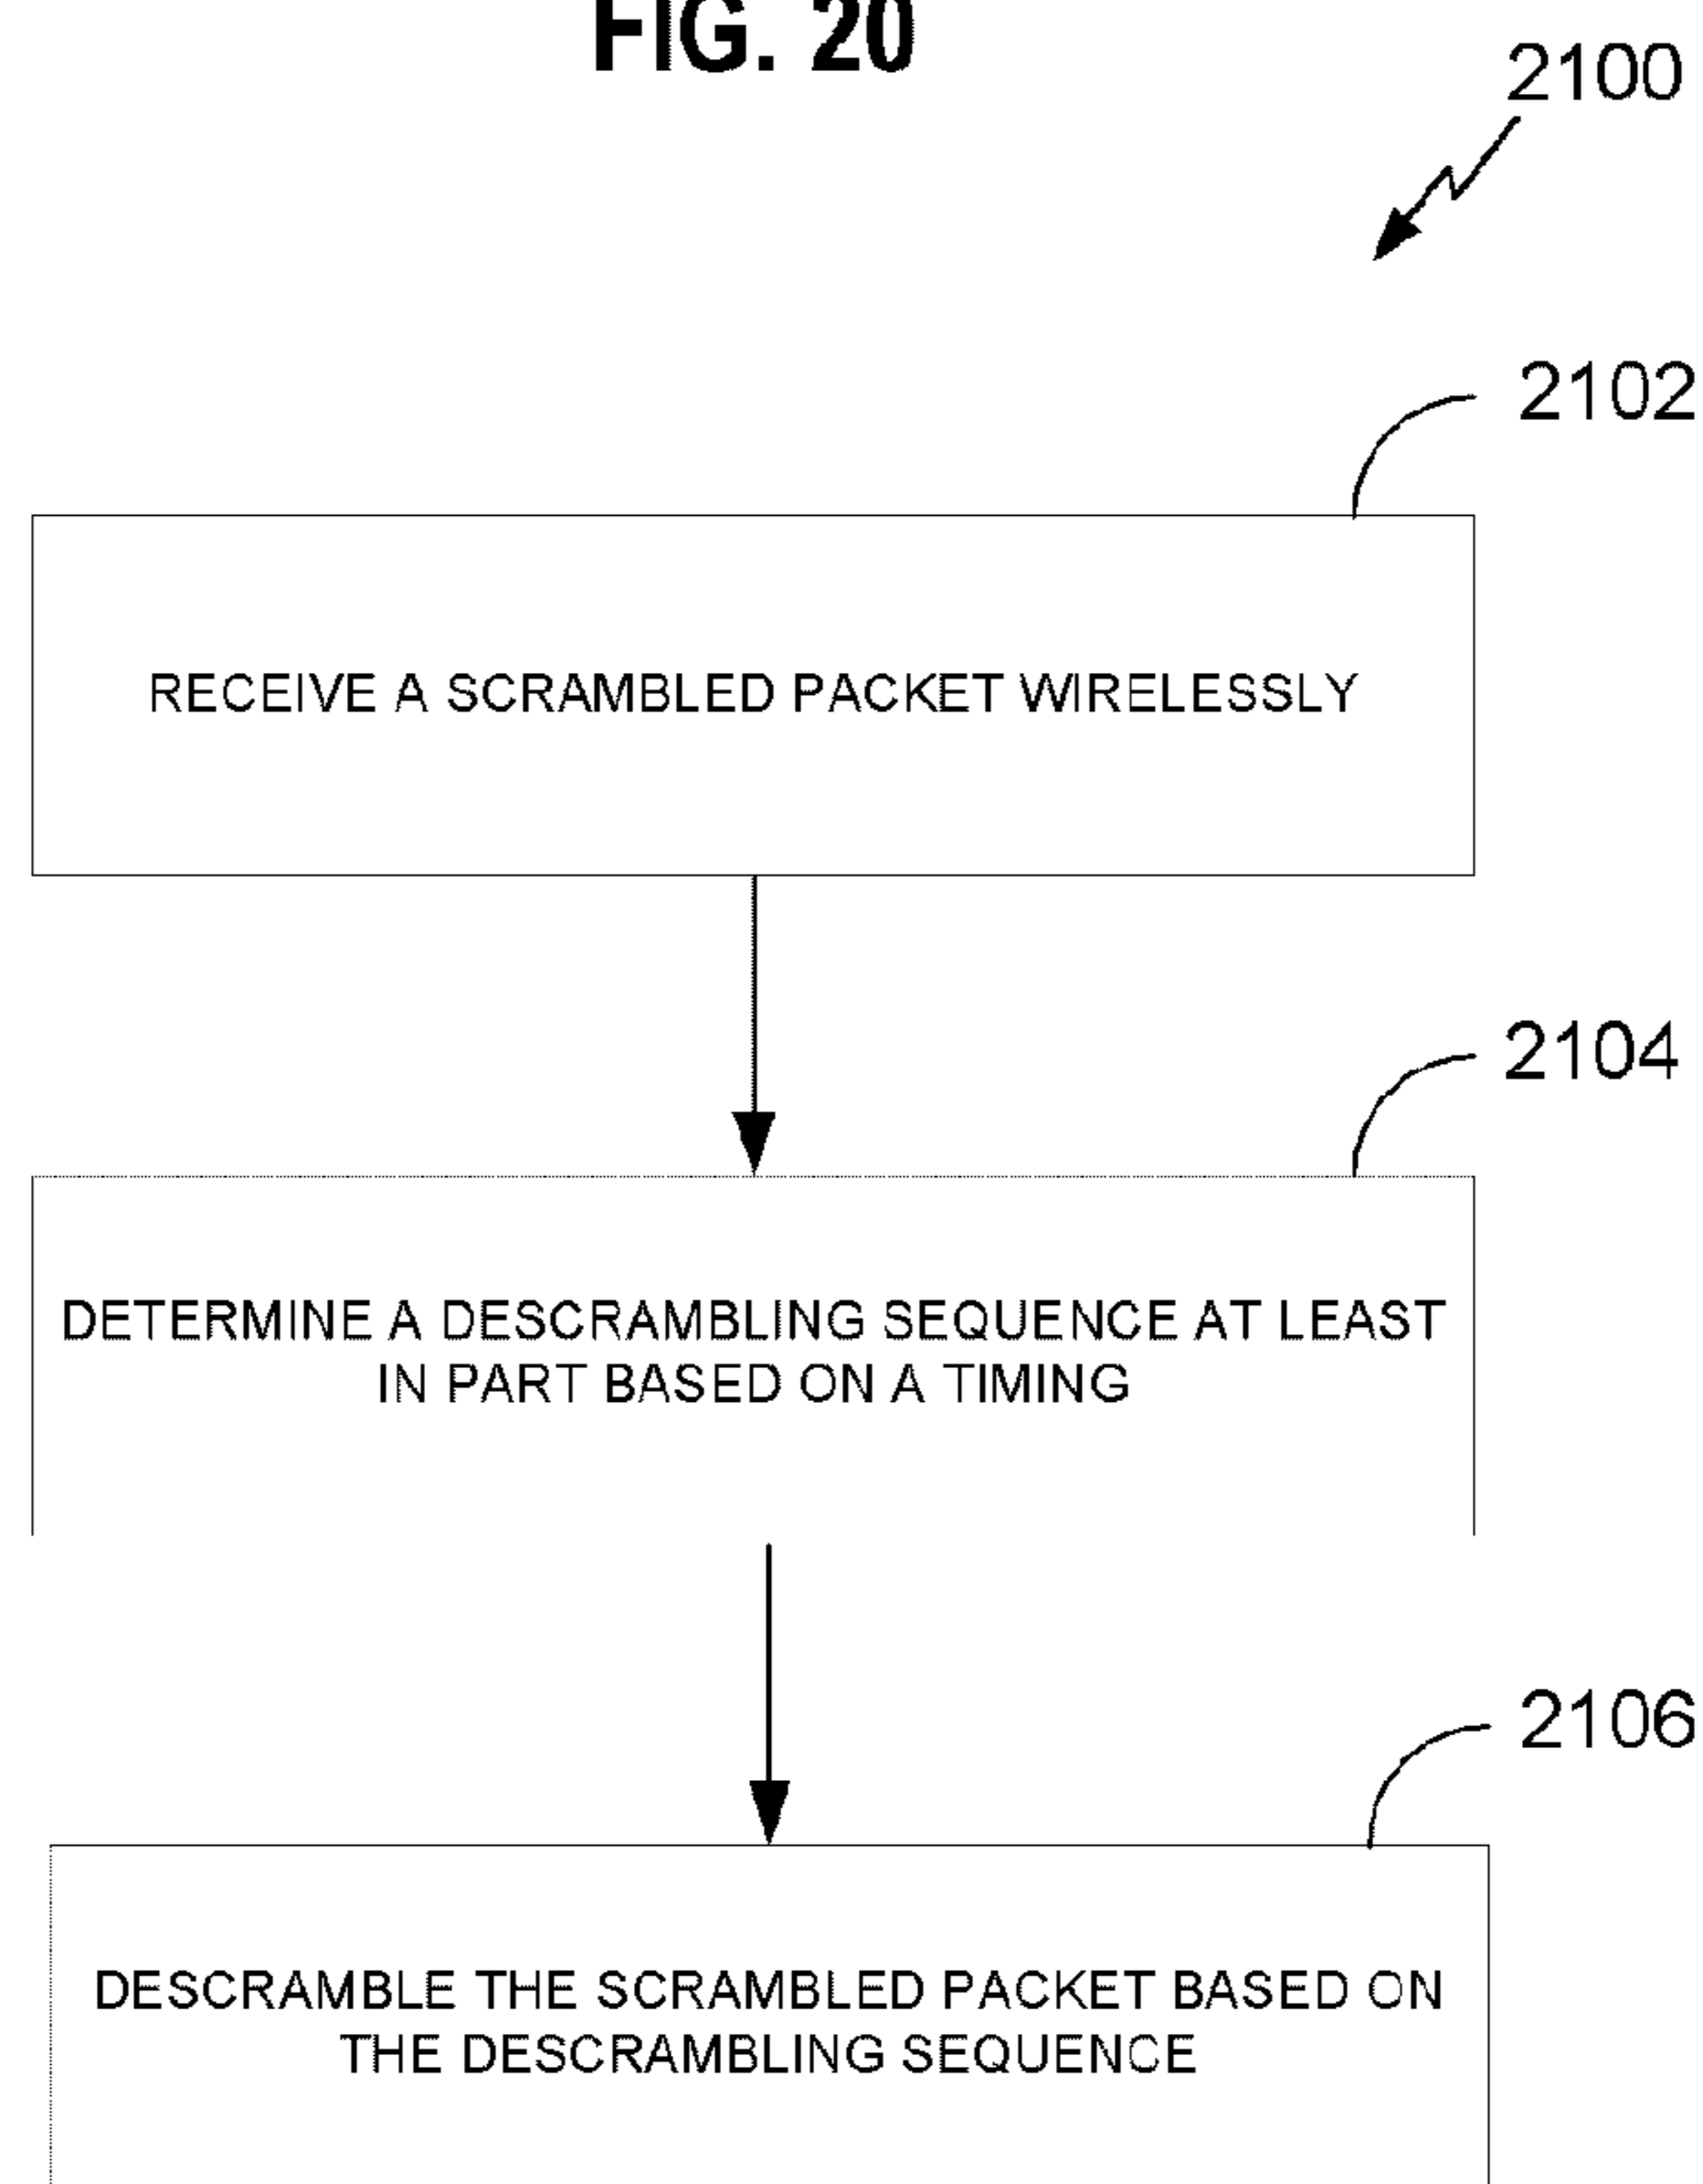 FIG. 20
2100
2102
RECEIVE A SCRAMBLED PACKET WIRELESSLY
2104
DETERMINE A DESCRAMBLING SEQUENCE AT LEAST
IN PART BASED ON A TIMING
2106
DESCRAMBLE THE SCRAMBLED PACKET BASED ON
THE DESCRAMBLING SEQUENCE